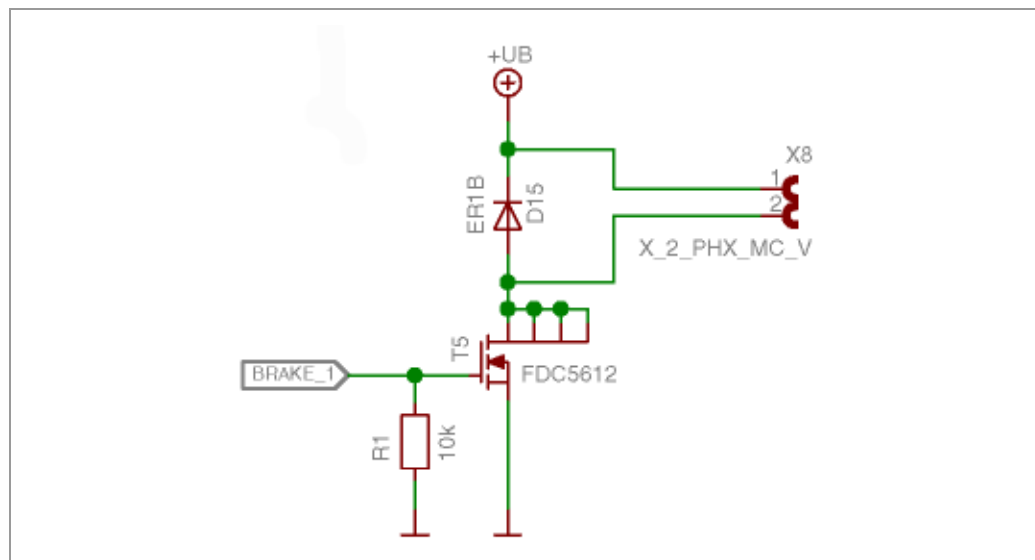 +UB
X8
1
2
ER1B
D15
X_2_PHX_MC_V
T5
FDC5612
BRAKE_1
R1
10k